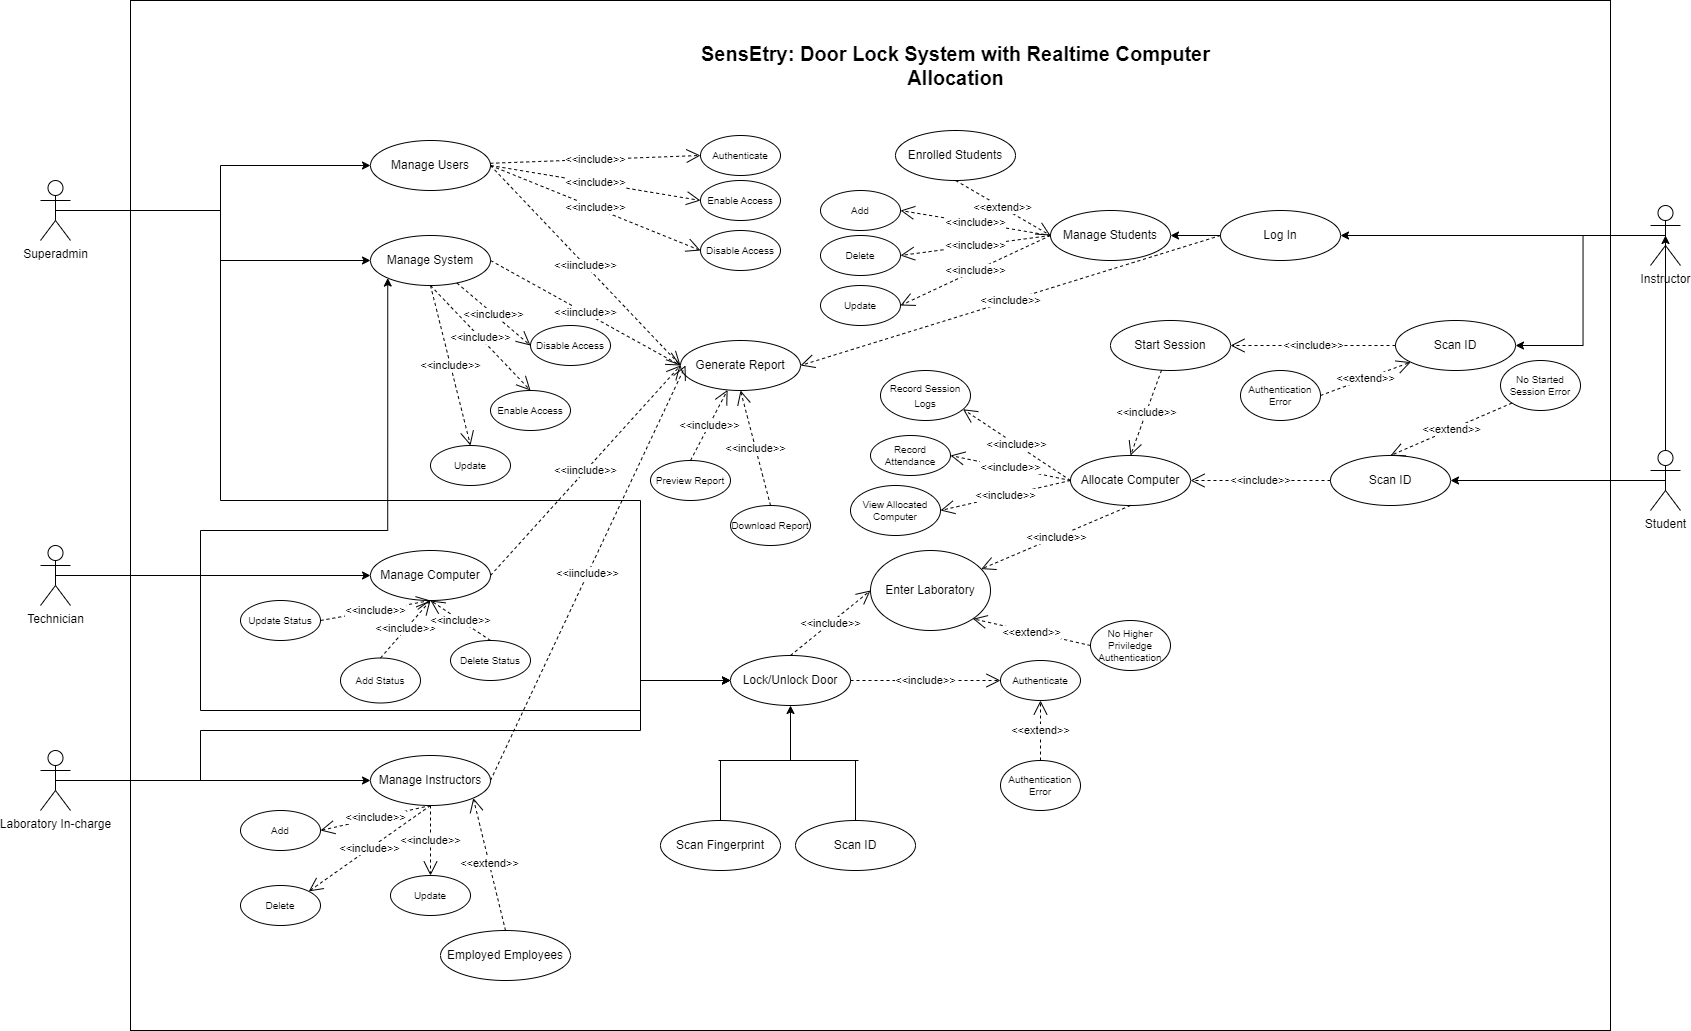 SensEtry: Door Lock System with Realtime Computer
Allocation
Superadmin
Technician
Laboratory In-charge
Instructor
Student
Manage Users
<<include>>
Authenticate
<<include>>
Enable Access
<<include>>
Disable Access
<<iinclude>>
Manage System
<<iinclude>>
<<include>>
Disable Access
<<include>>
Enable Access
<<include>>
Update
Generate Report
<<include>>
Preview Report
<<include>>
Download Report
<<iinclude>>
<<iinclude>>
Manage Computer
<<include>>
Update Status
<<include>>
Add Status
<<include>>
Delete Status
Manage Instructors
<<include>>
Add
<<include>>
Delete
<<include>>
Update
<<extend>>
Employed Employees
Enrolled Students
<<extend>>
Add
<<include>>
Delete
<<include>>
Update
<<include>>
Manage Students
Log In
<<include>>
Start Session
<<include>>
Scan ID
Authentication
Error
<<extend>>
No Started
Session Error
<<extend>>
Scan ID
<<include>>
<<include>>
Allocate Computer
Record Session
Logs
<<include>>
Record
Attendance
<<include>>
View Allocated
Computer
<<include>>
<<include>>
Enter Laboratory
<<extend>>
No Higher
Priviledge
Authentication
<<include>>
Lock/Unlock Door
<<include>>
Authenticate
<<extend>>
Authentication
Error
Scan Fingerprint
Scan ID